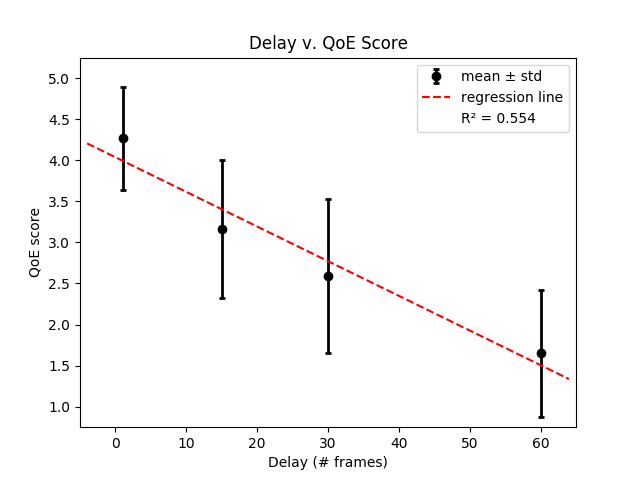 Delay v. QoE Score
mean ± std
regression line
R² = 0.554
QoE score
5.0
4.5
4.0
3.5
3.0
2.5
2.0
1.5
1.0
0 10 20 30 40 50 60
Delay (# frames)